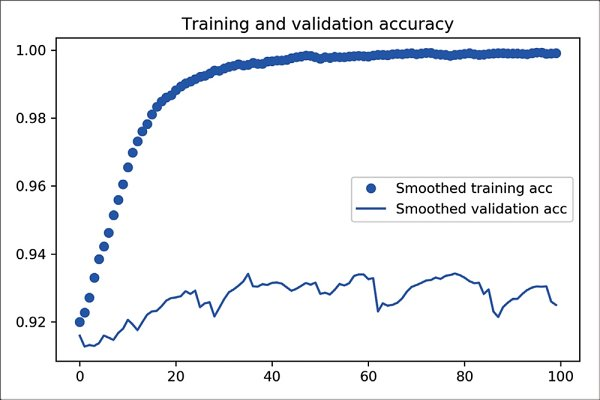 Training and validation accuracy
1.00
0.98
0.96
0.94
0.92
Smoothed training acc
Smoothed validation acc
0 20 40 60 80 100